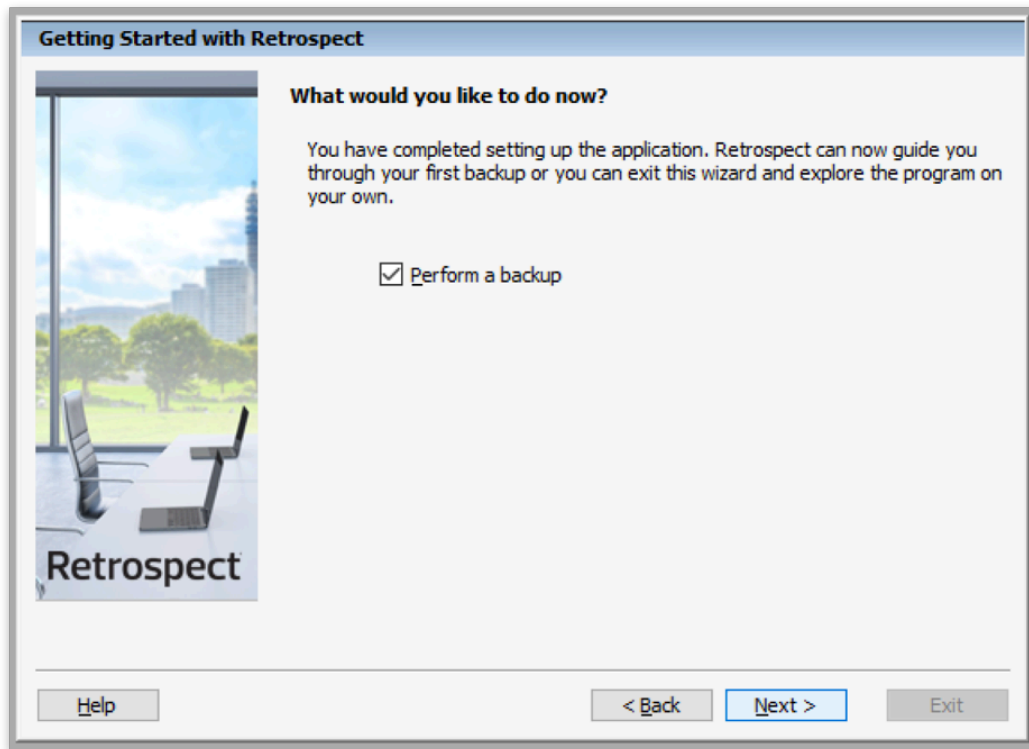 Getting Started with Retrospect
What would you like to do now?
You have completed setting up the application. Retrospect can now guide you
through your first backup or you can exit this wizard and explore the program on
your own.
Perform a backup
Retrospect
Help
< Back
Next >
Exit